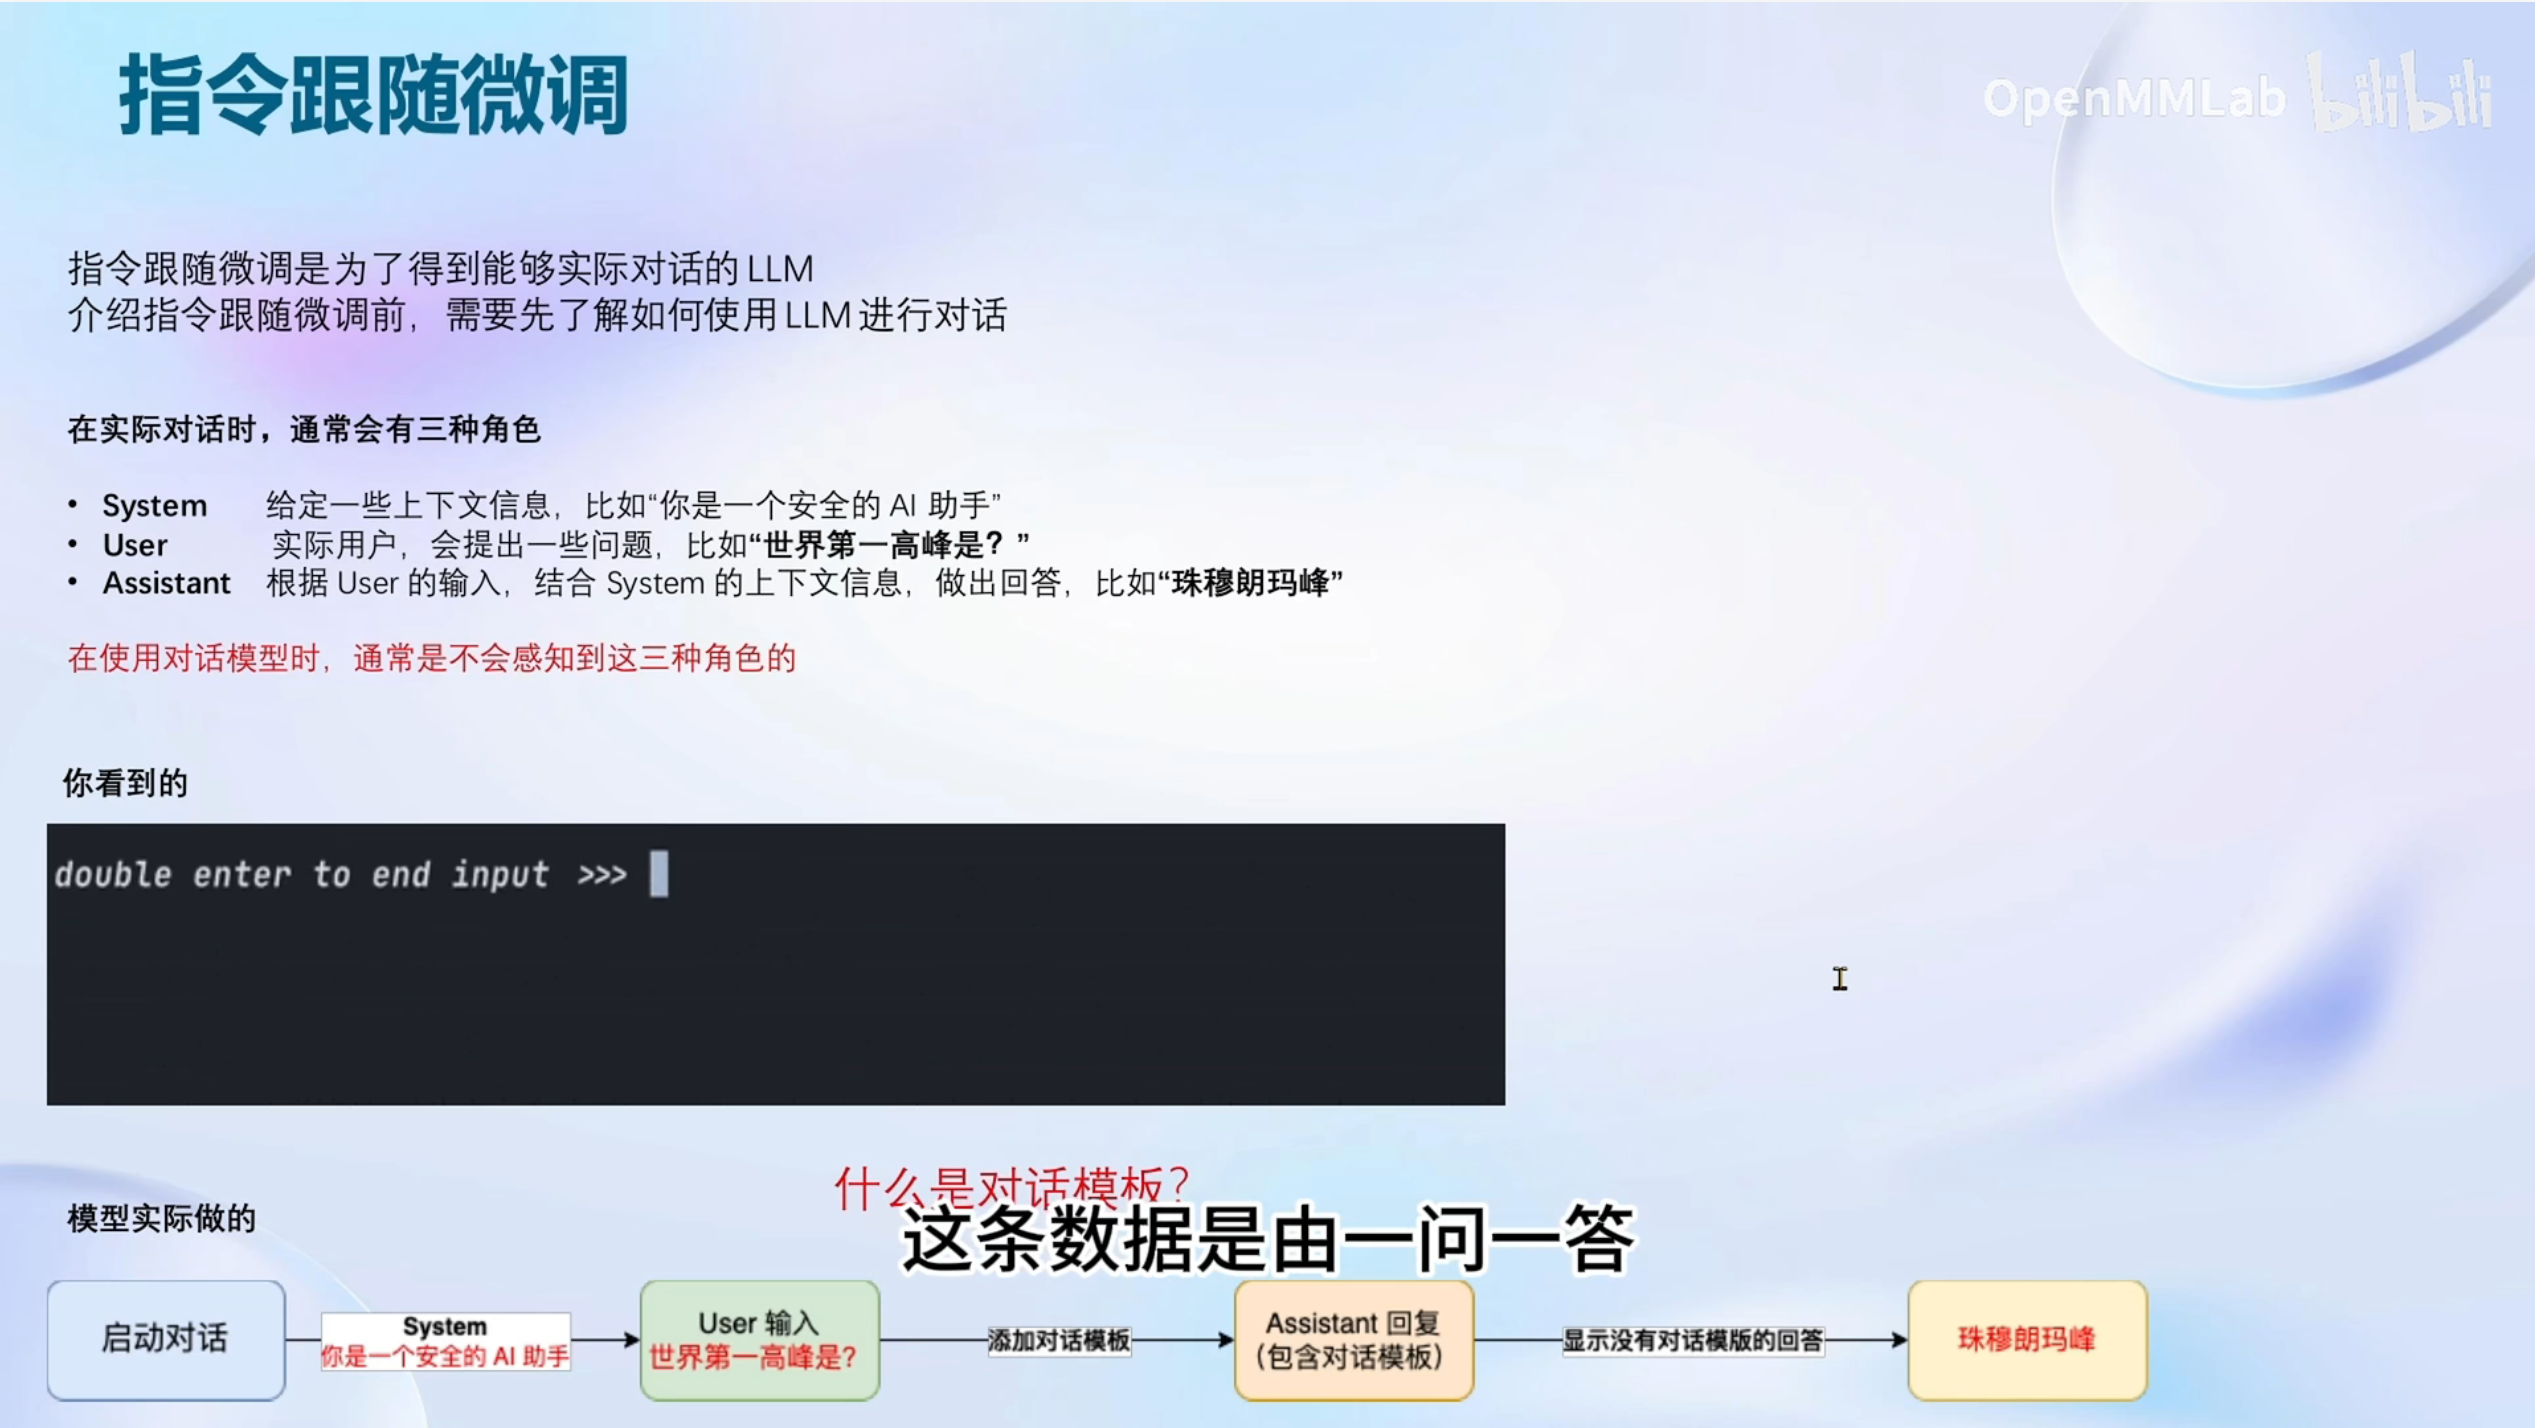 指令跟随微调
OpenMMLab bilibili
指令跟随微调是为了得到能够实际对话的 LLM
介绍指令跟随微调前，需要先了解如何使用 LLM 进行对话
在实际对话时，通常会有三种角色
• System 给定一些上下文信息，比如“你是一个安全的 AI 助手”
• User 实际用户，会提出一些问题，比如“世界第一高峰是？”
• Assistant 根据 User 的输入，结合 System 的上下文信息，做出回答，比如“珠穆朗玛峰”
在使用对话模型时，通常是不会感知到这三种角色的
你看到的
double enter to end input >>>
什么是对话模板？
模型实际做的
这条数据是由一问一答
启动对话
System
你是一个安全的 AI 助手
User 输入
世界第一高峰是?
添加对话模板
Assistant 回复
(包含对话模板)
显示没有对话模版的回答
珠穆朗玛峰